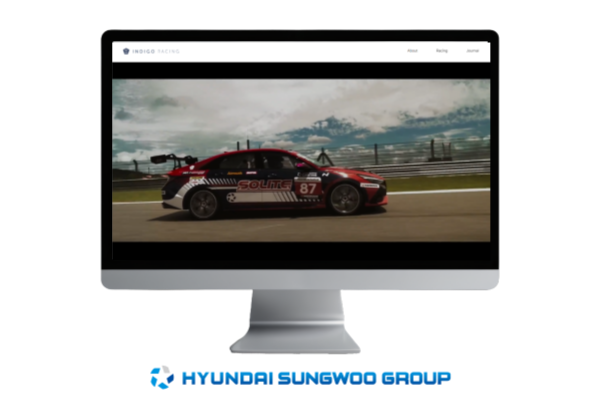 INDIGO RACING
About Racing Journal
SOLITE
87
HYUNDAI SUNGWOO GROUP